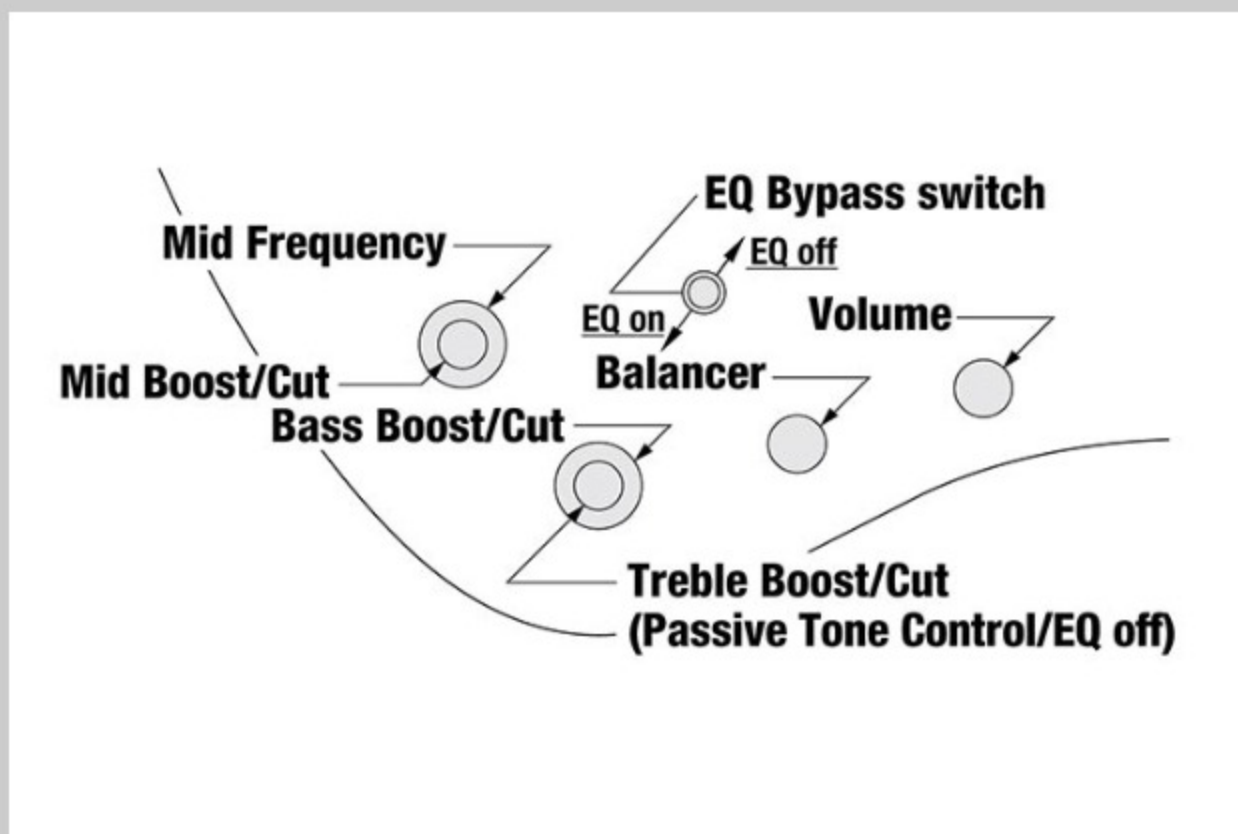 EQ Bypass switch
Mid Frequency
EQ off
EQ on
Volume
Balancer
Mid Boost/Cut
Bass Boost/Cut
Treble Boost/Cut
(Passive Tone Control/EQ off)